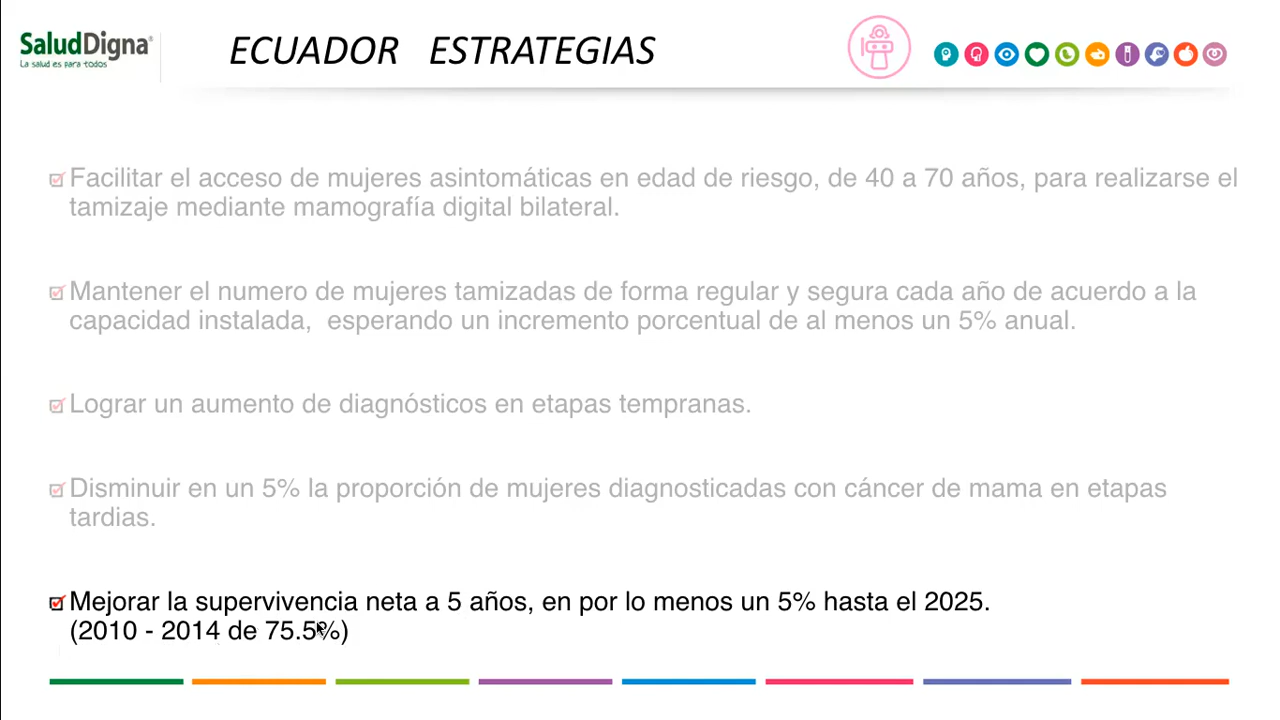 SaludDigna®
La salud es para todos
ECUADOR ESTRATEGIAS
Facilitar el acceso de mujeres asintomáticas en edad de riesgo, de 40 a 70 años, para realizarse el
tamizaje mediante mamografía digital bilateral.
Mantener el numero de mujeres tamizadas de forma regular y segura cada año de acuerdo a la
capacidad instalada, esperando un incremento porcentual de al menos un 5% anual.
Lograr un aumento de diagnósticos en etapas tempranas.
Disminuir en un 5% la proporción de mujeres diagnosticadas con cáncer de mama en etapas
tardias.
Mejorar la supervivencia neta a 5 años, en por lo menos un 5% hasta el 2025.
(2010 - 2014 de 75.5%)